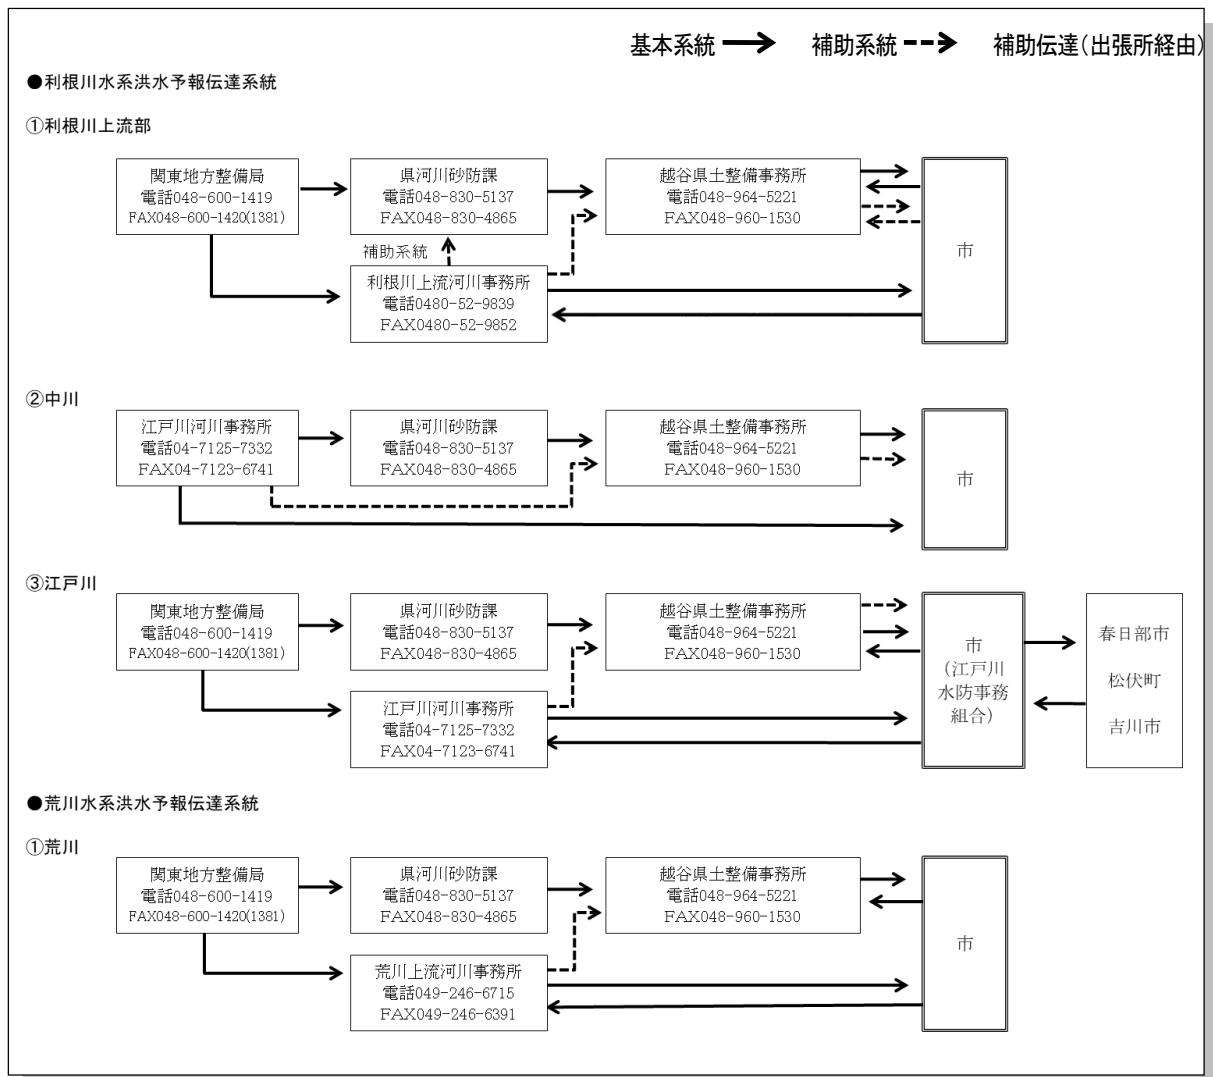 基本系統 補助系統 補助伝達（出張所経由）
●利根川水系洪水予報伝達系統
①利根川上流部
関東地方整備局
電話048-600-1419
FAX048-600-1420(1381)
県河川砂防課
電話048-830-5137
FAX048-830-4865
越谷県土整備事務所
電話048-964-5221
FAX048-960-1530
市
補助系統
利根川上流河川事務所
電話0480-52-9839
FAX0480-52-9852
②中川
江戸川河川事務所
電話04-7125-7332
FAX04-7123-6741
県河川砂防課
電話048-830-5137
FAX048-830-4865
越谷県土整備事務所
電話048-964-5221
FAX048-960-1530
市
③江戸川
関東地方整備局
電話048-600-1419
FAX048-600-1420(1381)
県河川砂防課
電話048-830-5137
FAX048-830-4865
越谷県土整備事務所
電話048-964-5221
FAX048-960-1530
江戸川河川事務所
電話04-7125-7332
FAX04-7123-6741
市
（江戸川
水防事務
組合）
春日部市
松伏町
吉川市
●荒川水系洪水予報伝達系統
①荒川
関東地方整備局
電話048-600-1419
FAX048-600-1420(1381)
県河川砂防課
電話048-830-5137
FAX048-830-4865
越谷県土整備事務所
電話048-964-5221
FAX048-960-1530
市
荒川上流河川事務所
電話049-246-6715
FAX049-246-6391